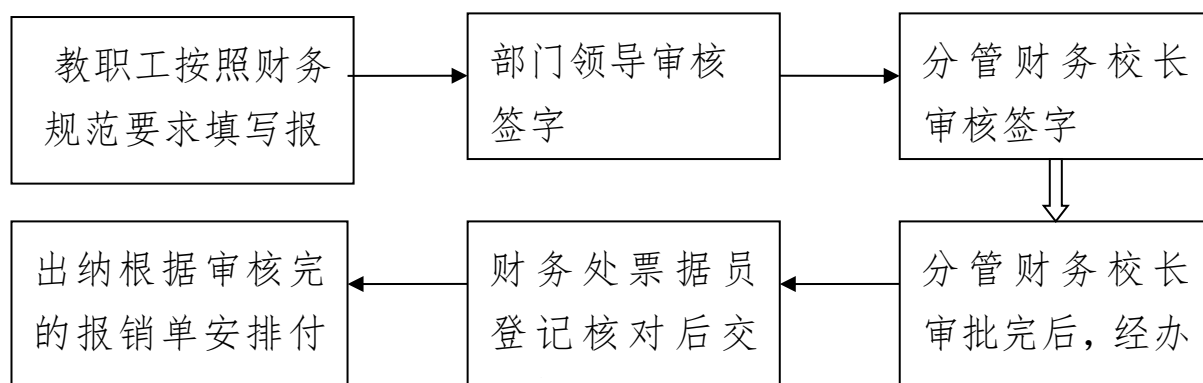 教职工按照财务
规范要求填写报
部门领导审核
签字
分管财务校长
审核签字
分管财务校长
审批完后，经办
财务处票据员
登记核对后交
出纳根据审核完
的报销单安排付